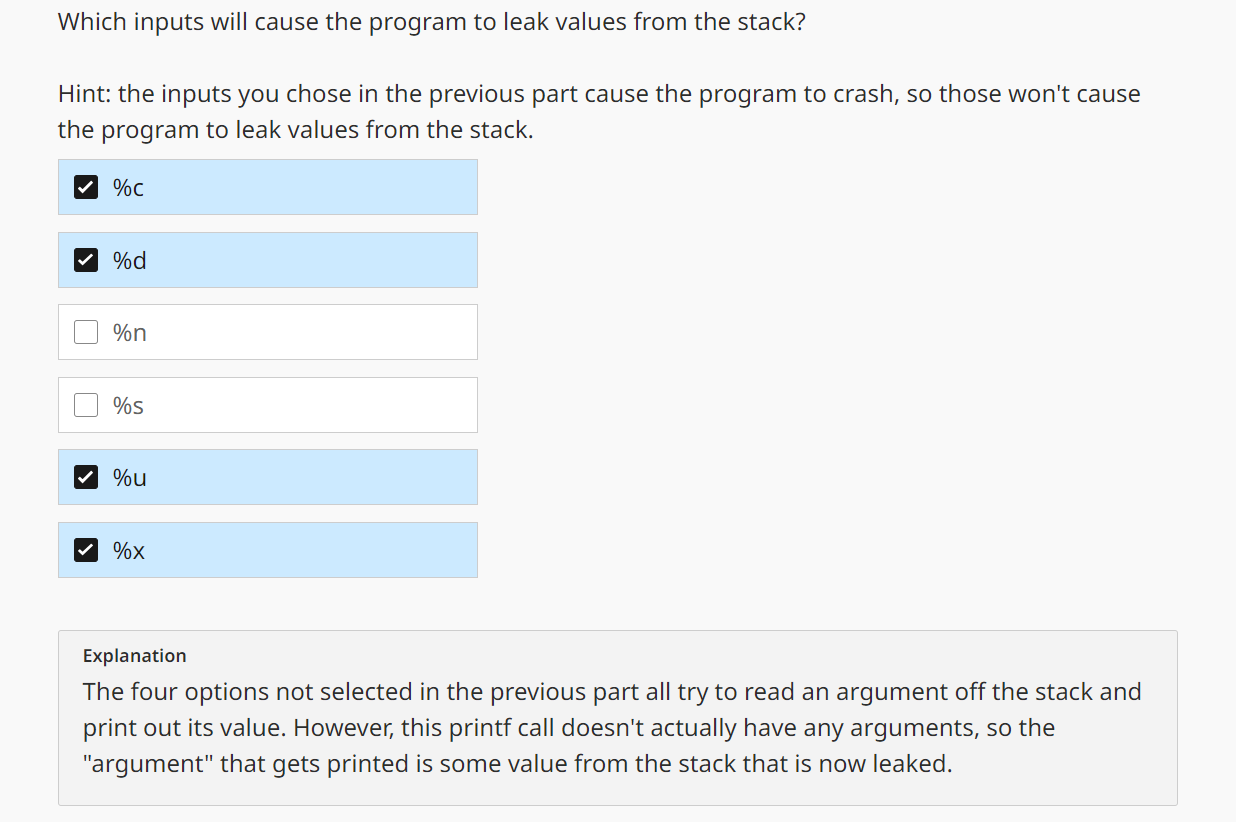 Which inputs will cause the program to leak values from the stack?
Hint: the inputs you chose in the previous part cause the program to crash, so those won't cause
the program to leak values from the stack.
%c
%d
%n
%s
%u
%x
Explanation
The four options not selected in the previous part all try to read an argument off the stack and
print out its value. However, this printf call doesn't actually have any arguments, so the
"argument" that gets printed is some value from the stack that is now leaked.